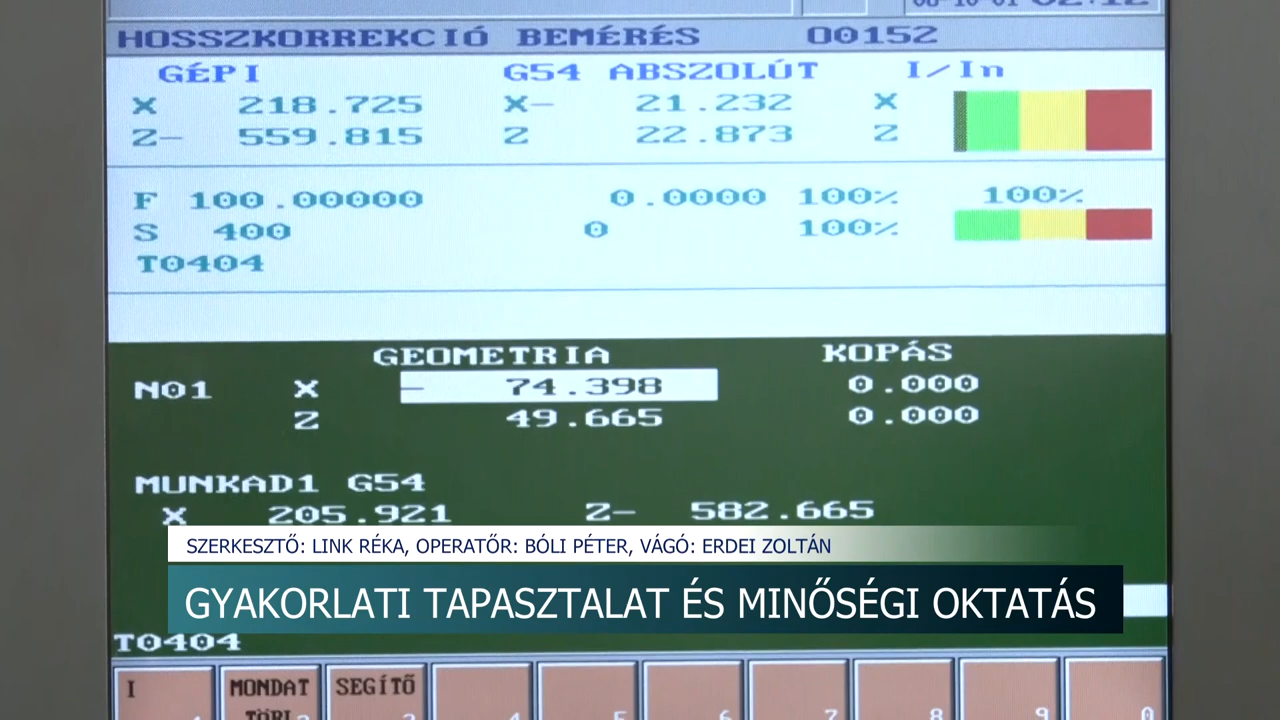 HOSSZKORREKCIÓ BEMÉRÉS O0152
GÉPI G54 ABSZOLÚT I/In
X 218.725 X- 21.232 X
Z- 559.815 Z 22.873 Z
F 100.00000 0.0000 100% 100%
S 400 0 100%
T0404
GEOMETRIA KOPÁS
N01 X - 74.398 0.000
Z 49.665 0.000
MUNKAD1 G54
X 205.921 Z- 582.665
SZERKESZTŐ: LINK RÉKA, OPERATŐR: BÓLI PÉTER, VÁGÓ: ERDEI ZOLTÁN
GYAKORLATI TAPASZTALAT ÉS MINŐSÉGI OKTATÁS
T0404
I MONDAT SEGÍTŐ